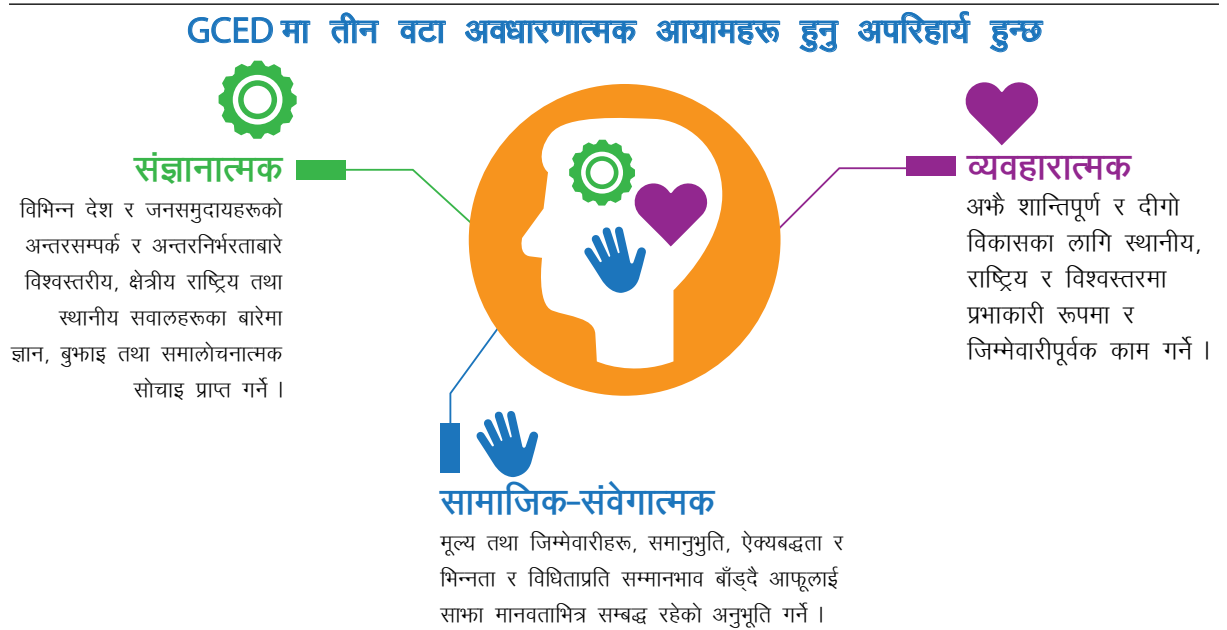 GCED मा तीन वटा अवधारणात्मक आयामहरू हुनु अपरिहार्य हुन्छ
संज्ञानात्मक
विभिन्न देश र जनसमुदायहरूको
अन्तरसम्पर्क र अन्तरनिर्भरताबारे
विश्वस्तरीय, क्षेत्रीय राष्ट्रिय तथा
स्थानीय सवालहरूका बारेमा
ज्ञान, बुझाइ तथा समालोचनात्मक
सोचाइ प्राप्त गर्ने ।
व्यवहारात्मक
अझै शान्तिपूर्ण र दीगो
विकासका लागि स्थानीय,
राष्ट्रिय र विश्वस्तरमा
प्रभाकारी रूपमा र
जिम्मेवारीपूर्वक काम गर्ने ।
सामाजिक-संवेगात्मक
मूल्य तथा जिम्मेवारीहरू, समानुभुति, ऐक्यबद्धता र
भिन्नता र विधिताप्रति सम्मानभाव बाँड्दै आफूलाई
साझा मानवताभित्र सम्बद्ध रहेको अनुभूति गर्ने ।